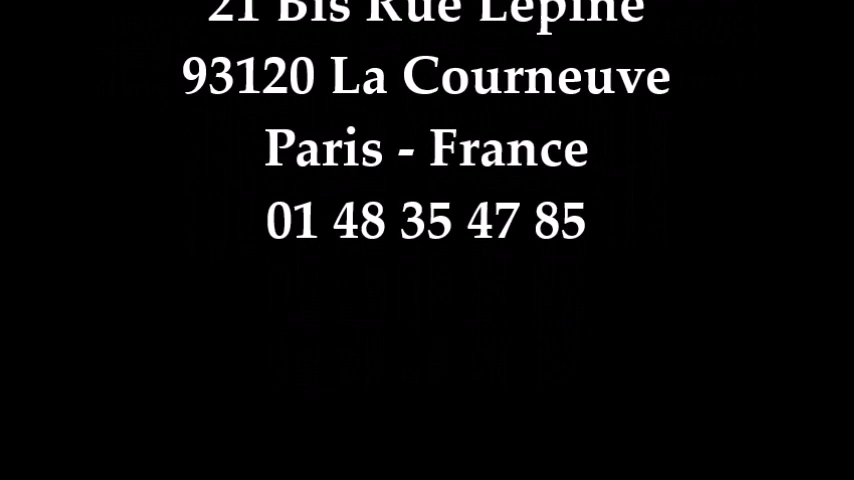 21 Bis Rue Lepine
93120 La Courneuve
Paris - France
01 48 35 47 85